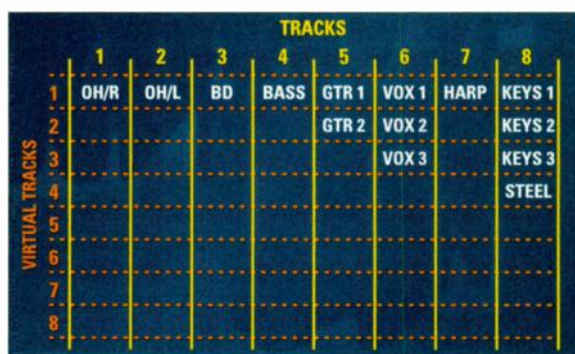 TRACKS
1 2 3 4 5 6 7 8
VIRTUAL TRACKS
1 OH/R OH/L BD BASS GTR 1 VOX 1 HARP KEYS 1
2 GTR 2 VOX 2 KEYS 2
3 VOX 3 KEYS 3
4 STEEL
5
6
7
8